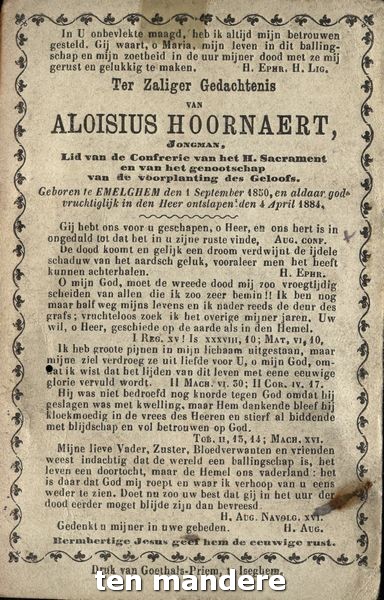 In U onbevlekte maagd, heb ik altijd mijn betrouwen
gesteld. Gij waart, o Maria, mijn leven in dit balling-
schap en mijn zoetheid in de uur mijner dood met ze mij
gerust en gelukkig te maken. H. Ephr. H. Lig.
Ter Zaliger Gedachtenis
VAN
ALOISIUS HOORNAERT,
Jongman,
Lid van de Confrerie van het H. Sacrament
en van het genootschap
van de voorplanting des Geloofs.
Geboren te EMELGHEM den 1 September 1830, en aldaar god-
vruchtiglijk in den Heer ontslapen den 4 April 1884.
Gij hebt ons voor u geschapen, o Heer, en ons hert is in
ongeduld tot dat het in u zijne ruste vinde, Aug. conf.
De dood koomt en gelijk een droom verdwijnt de ijdele
schaduw van het aardsch geluk, vooraleer men het heeft
kunnen achterhalen. H. Ephr.
O mijn God, moet de wreede dood mij zoo vroegtijdig
scheiden van allen die ik zoo zeer bemin!! Ik ben nog
maar half weg mijns levens en ik nader reeds de deur des
grafs; vruchteloos zoek ik het overige mijner jaren. Uw
wil, o Heer, geschiede op de aarde als in den Hemel.
I Reg. xv! Is xxxviii, 10; Mat, vi, 10,
Ik heb groote pijnen in mijn lichaam uitgestaan, maar
mijne ziel verdroeg ze uit liefde voor U, o mijn God, om-
at ik wist dat het lijden van dit leven met eene eeuwige
glorie vervuld wordt. II Mach. vi. 30; II Cor. iv. 17.
Hij was niet bedroefd nog knorde tegen God omdat hij
geslagen was met kwelling, maar Hem dankende bleef hij
kloekmoedig in de vrees des Heeren en stierf al biddende
met blijdschap en vol betrouwen op God.
Tob. ii, 13, 14; Mach. xvi.
Mijne lieve Vader, Zuster, Bloedverwanten en vrienden
weest indachtig dat de wereld een ballingschap is, het
leven een doortocht, maar de Hemel ons vaderland: het
is daar dat God mij roept en waar ik verhoop van u eens
weder te zien. Doet nu zoo uw best dat gij in het uur der
dood eerder moget blijde zijn dan bevreesd.
H. Aug. Navolg. xvi.
Gedenkt u mijner in uwe gebeden. H. Aug.
Bermhertige Jesus geef hem de eeuwige rust.
Druk van Goethals-Priem, Iseghem.
ten mandere